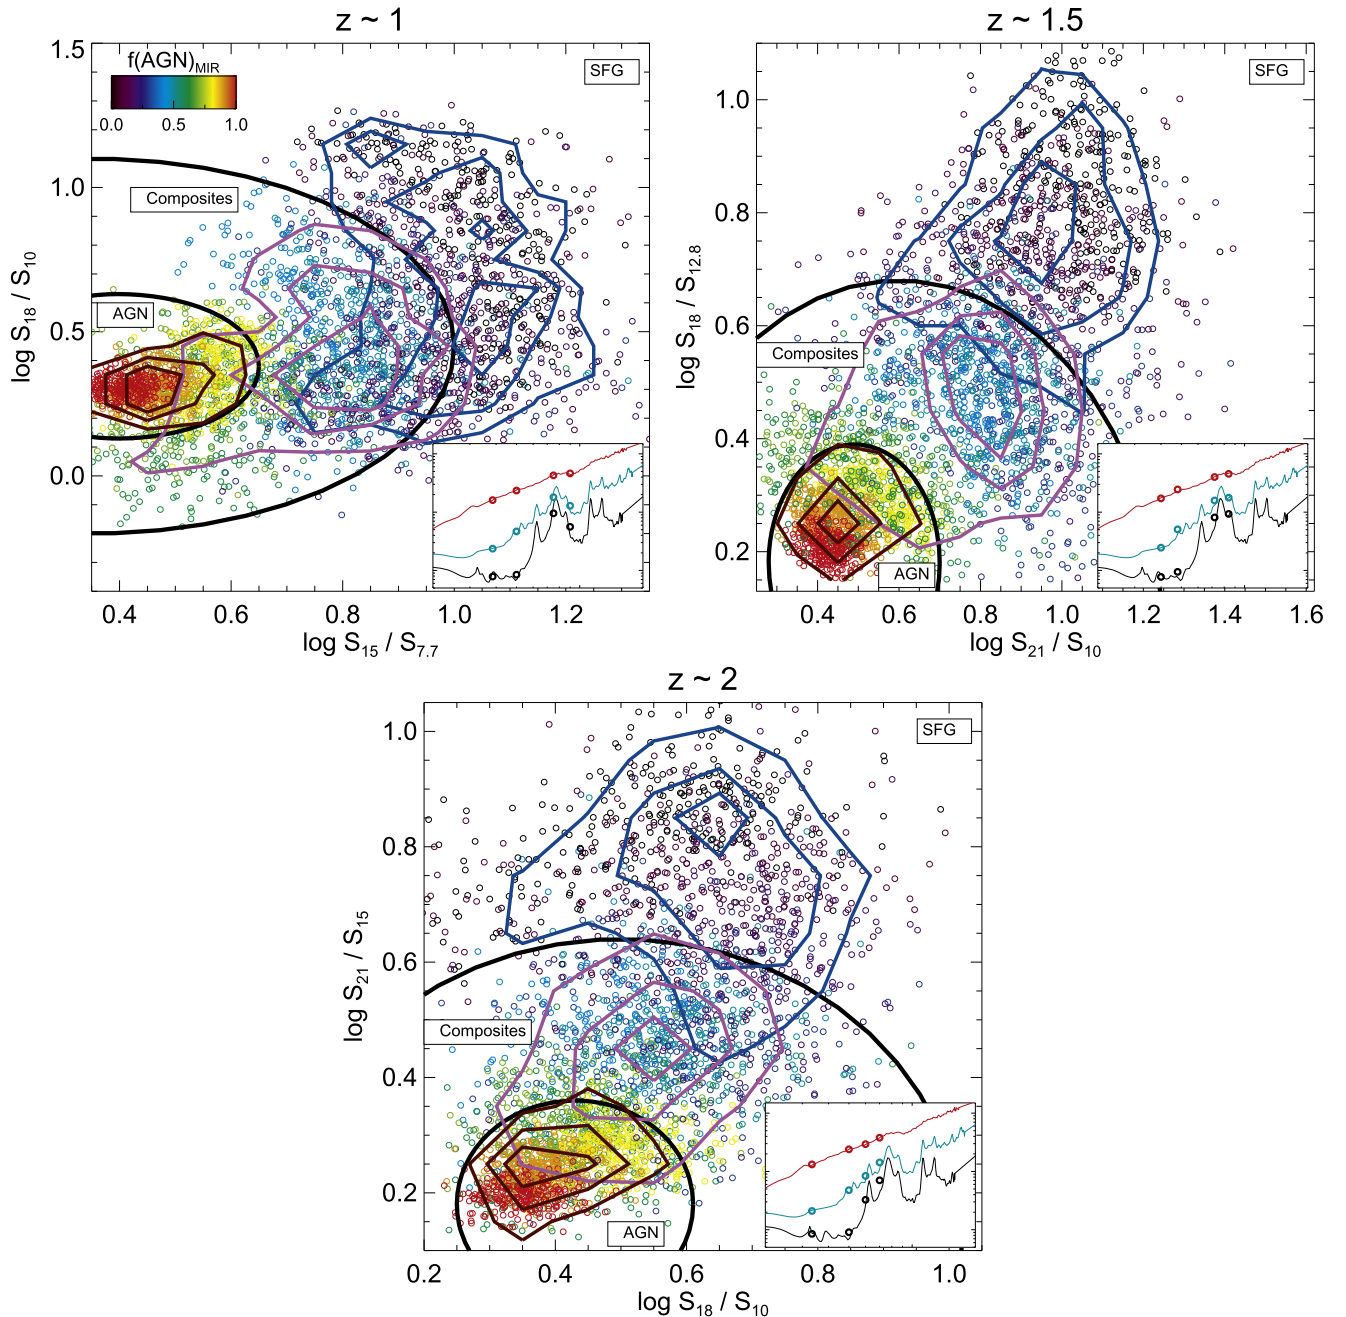 z ~ 1
1.5
1.0
0.5
0.0
log S18 / S10
f(AGN)MIR
0.0 0.5 1.0
SFG
Composites
AGN
0.4 0.6 0.8 1.0 1.2
log S15 / S7.7
z ~ 1.5
1.0
0.8
0.6
0.4
0.2
log S18 / S12.8
SFG
Composites
AGN
0.4 0.6 0.8 1.0 1.2 1.4 1.6
log S21 / S10
z ~ 2
1.0
0.8
0.6
0.4
0.2
log S21 / S15
SFG
Composites
AGN
0.2 0.4 0.6 0.8 1.0
log S18 / S10